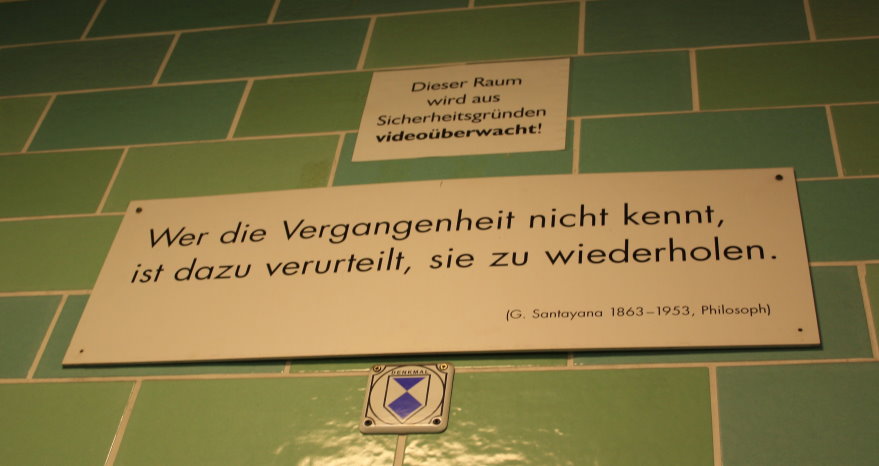 Dieser Raum
wird aus
Sicherheitsgründen
videoüberwacht!
Wer die Vergangenheit nicht kennt,
ist dazu verurteilt, sie zu wiederholen.
(G. Santayana 1863–1953, Philosoph)
DENKMAL